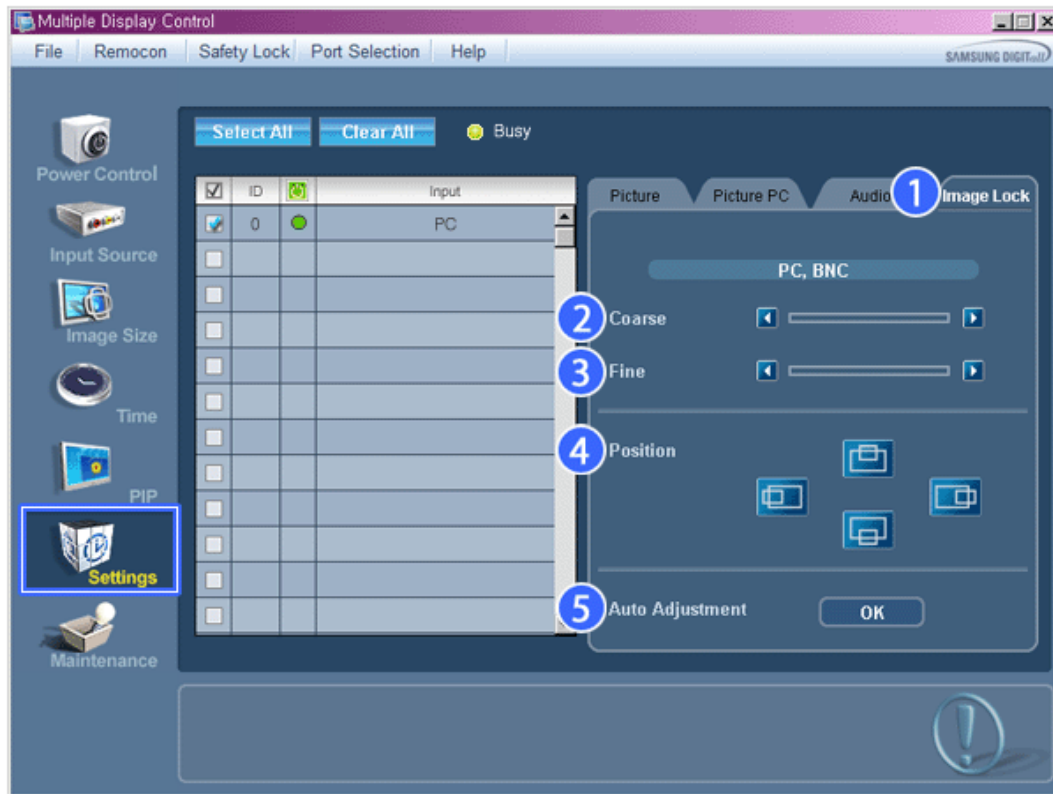 Multiple Display Control
File Remocon Safety Lock Port Selection Help
SAMSUNG DIGITall
Select All Clear All Busy
Power Control
ID Input
0 PC
Input Source
Image Size
Time
PIP
Settings
Maintenance
Picture Picture PC Audio 1 Image Lock
PC, BNC
2 Coarse
3 Fine
4 Position
5 Auto Adjustment OK